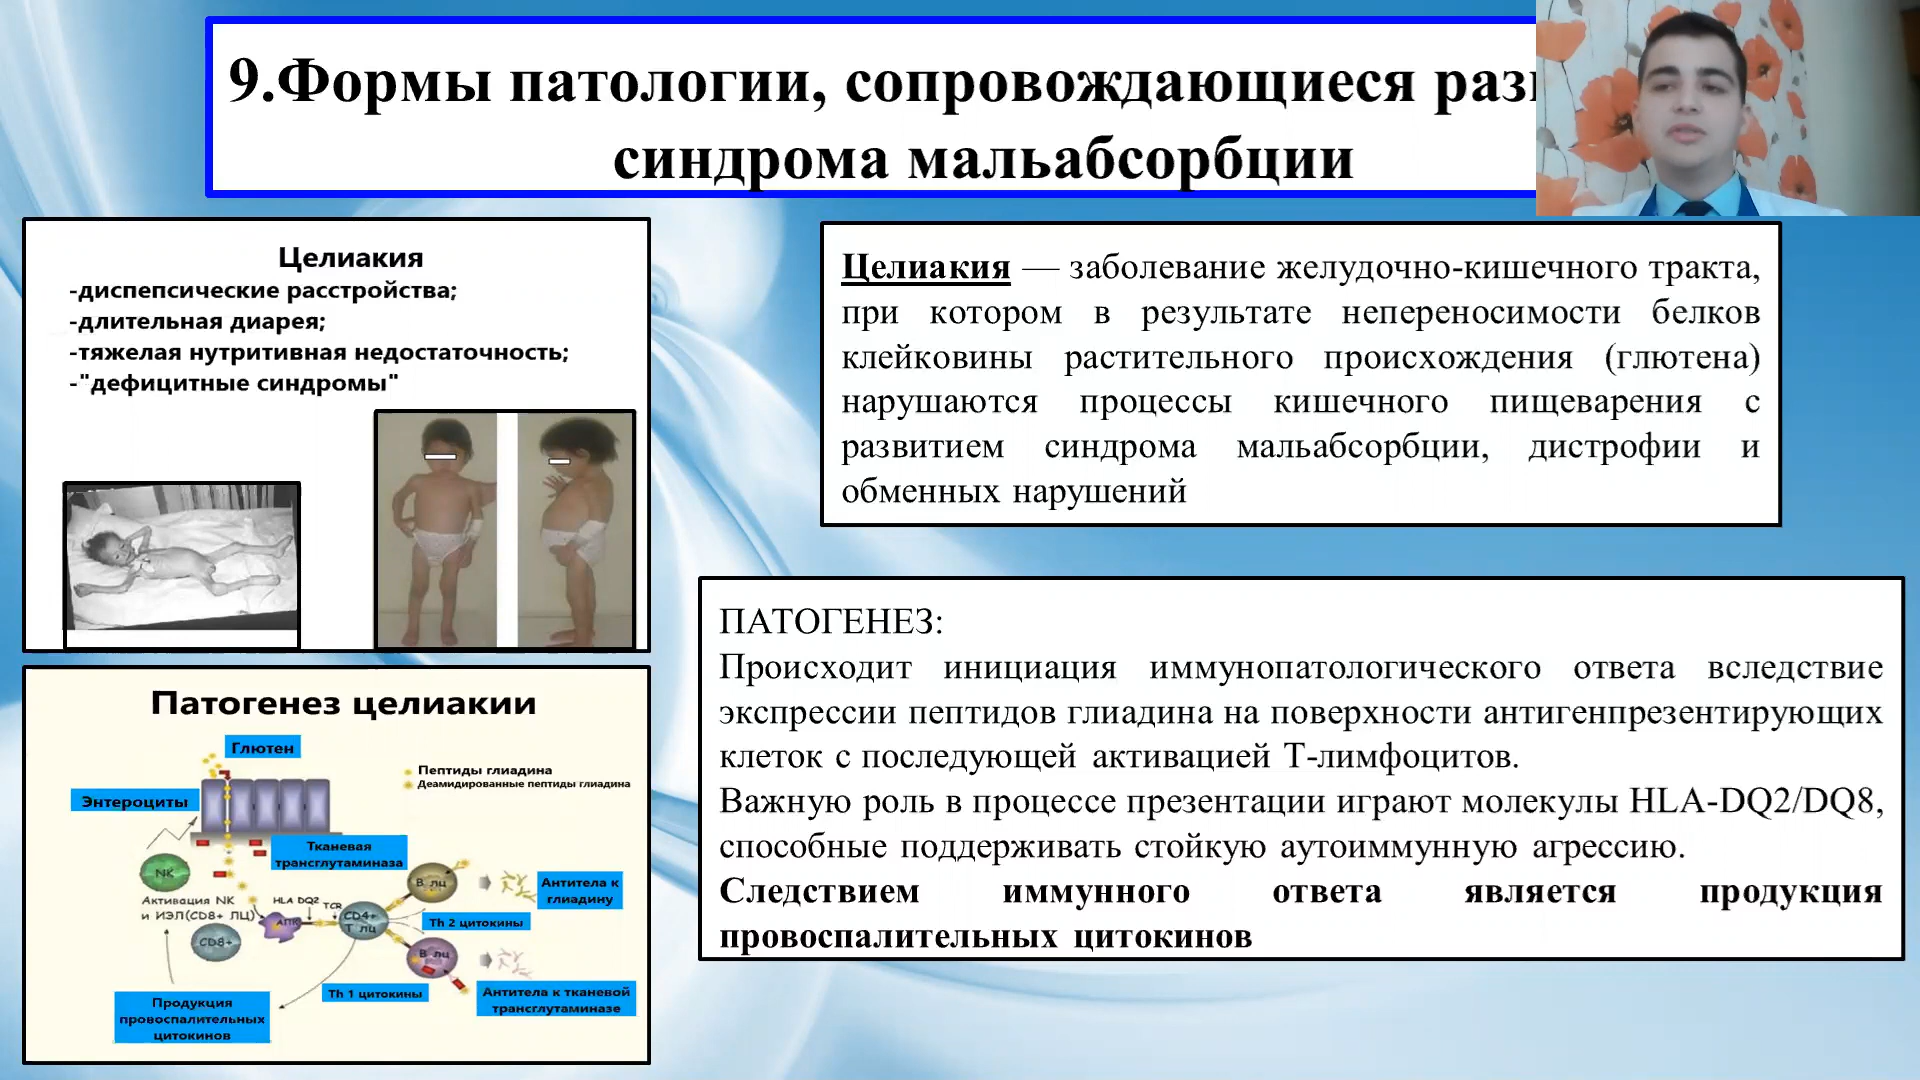 9.Формы патологии, сопровождающиеся
синдрома мальабсорбции
Целиакия
-диспепсические расстройства;
-длительная диарея;
-тяжелая нутритивная недостаточность;
-"дефицитные синдромы"
Целиакия — заболевание желудочно-кишечного тракта,
при котором в результате непереносимости белков
клейковины растительного происхождения (глютена)
нарушаются процессы кишечного пищеварения с
развитием синдрома мальабсорбции, дистрофии и
обменных нарушений
ПАТОГЕНЕЗ:
Происходит инициация иммунопатологического ответа вследствие
экспрессии пептидов глиадина на поверхности антигенпрезентирующих
клеток с последующей активацией Т-лимфоцитов.
Важную роль в процессе презентации играют молекулы HLA-DQ2/DQ8,
способные поддерживать стойкую аутоиммунную агрессию.
Следствием иммунного ответа является продукция
провоспалительных цитокинов
Патогенез целиакии
Глютен
Пептиды глиадина
Деамидированные пептиды глиадина
Энтероциты
Тканевая
трансглутаминаза
NK
В лц
Антитела к
глиадину
Активация NK
и ИЭЛ(CD8+ ЛЦ)
HLA DQ2
TCR
АПК
CD4+
Т лц
Th 2 цитокины
CD8+
В лц
Th 1 цитокины
Антитела к тканевой
трансглутаминазе
Продукция
провоспалительных
цитокинов